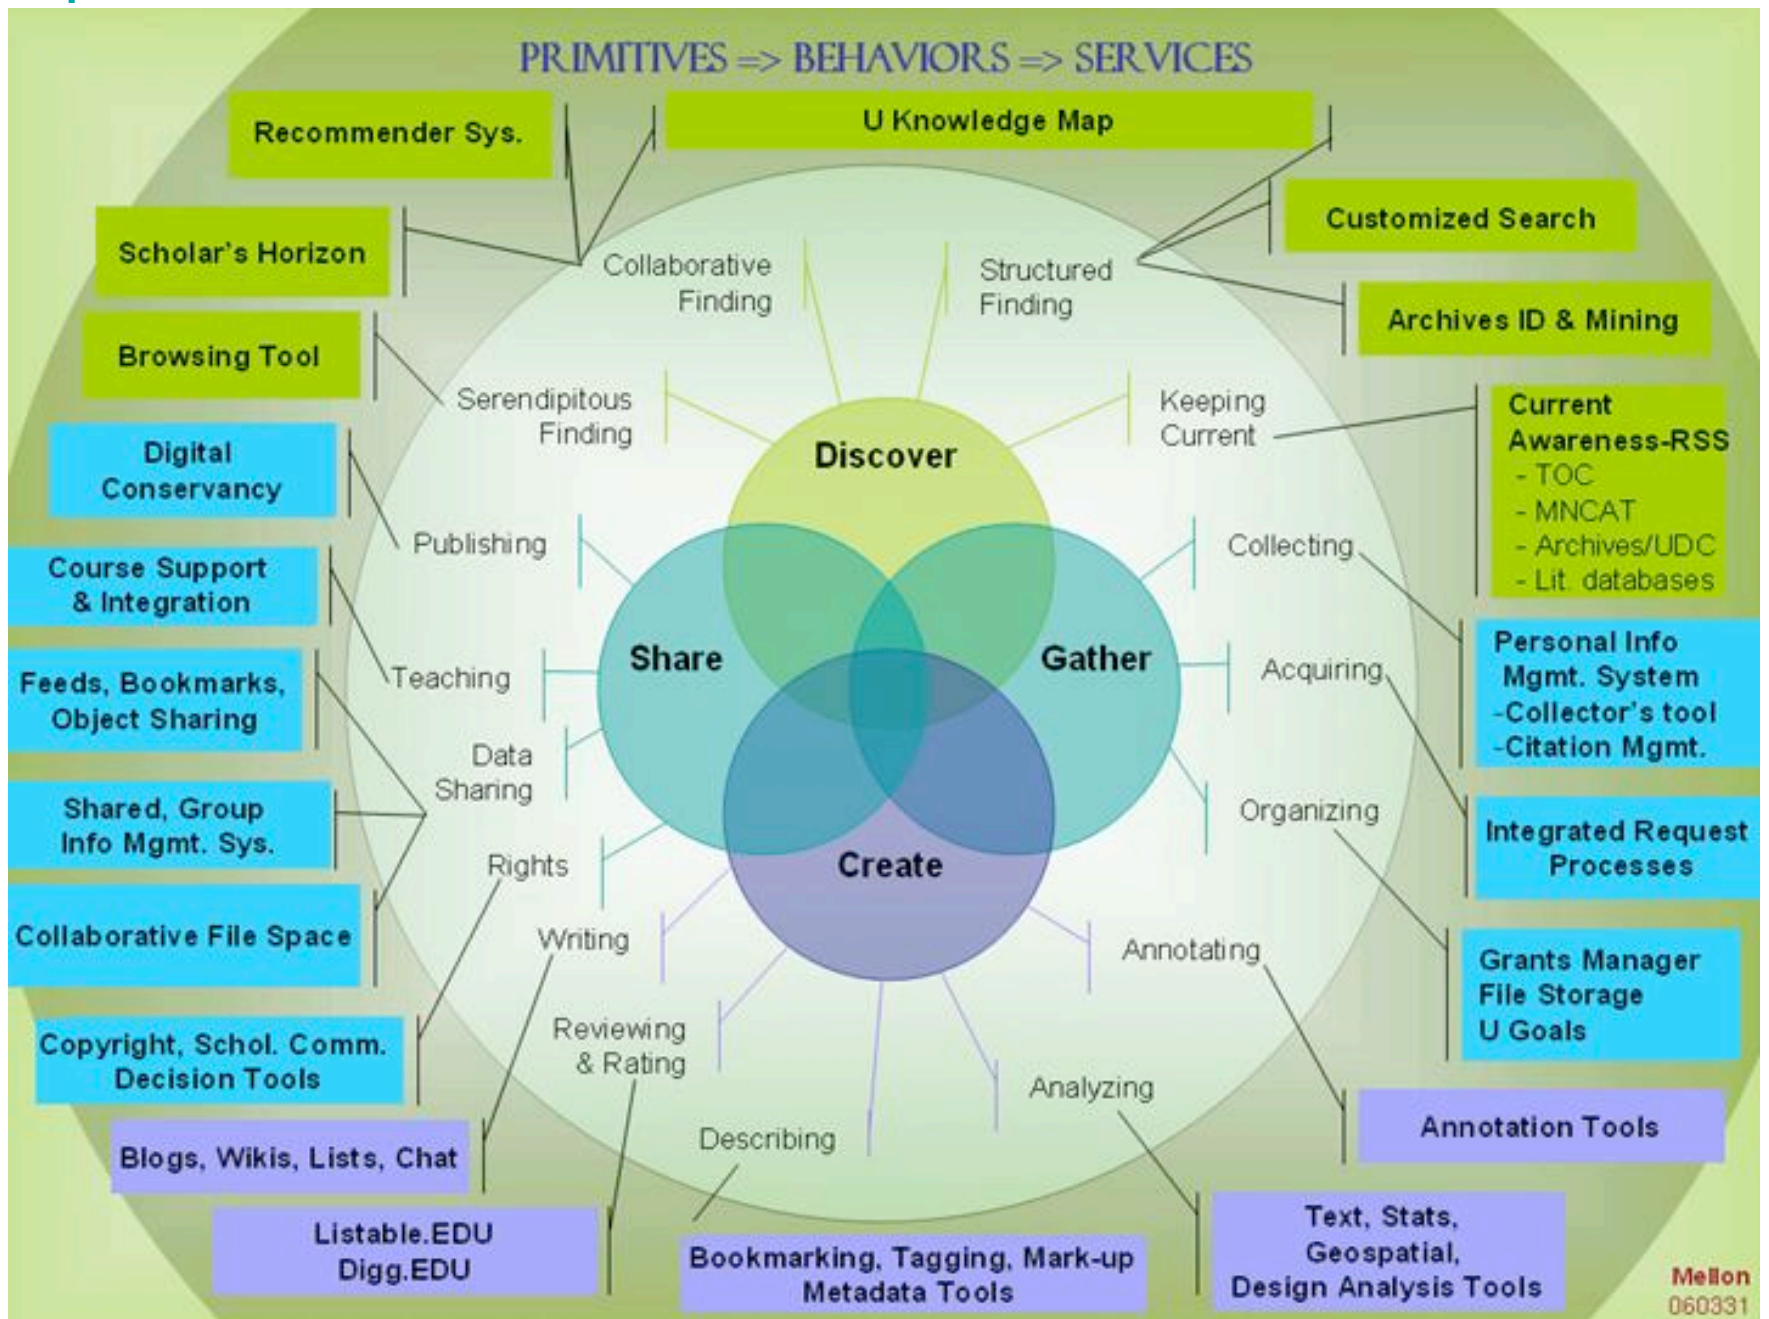 PRIMITIVES => BEHAVIORS => SERVICES
Recommender Sys.
U Knowledge Map
Scholar's Horizon
Customized Search
Browsing Tool
Archives ID & Mining
Collaborative
Finding
Structured
Finding
Serendipitous
Finding
Keeping
Current
Current
Awareness-RSS
- TOC
- MNCAT
- Archives/UDC
- Lit. databases
Digital
Conservancy
Publishing
Discover
Collecting
Course Support
& Integration
Teaching
Share
Gather
Acquiring
Personal Info
Mgmt. System
-Collector's tool
-Citation Mgmt.
Feeds, Bookmarks,
Object Sharing
Data
Sharing
Organizing
Shared, Group
Info Mgmt. Sys.
Integrated Request
Processes
Rights
Create
Collaborative File Space
Writing
Annotating
Grants Manager
File Storage
U Goals
Copyright, Schol. Comm.
Decision Tools
Reviewing
& Rating
Analyzing
Annotation Tools
Blogs, Wikis, Lists, Chat
Describing
Listable.EDU
Digg.EDU
Bookmarking, Tagging, Mark-up
Metadata Tools
Text, Stats,
Geospatial,
Design Analysis Tools
Mellon
060331